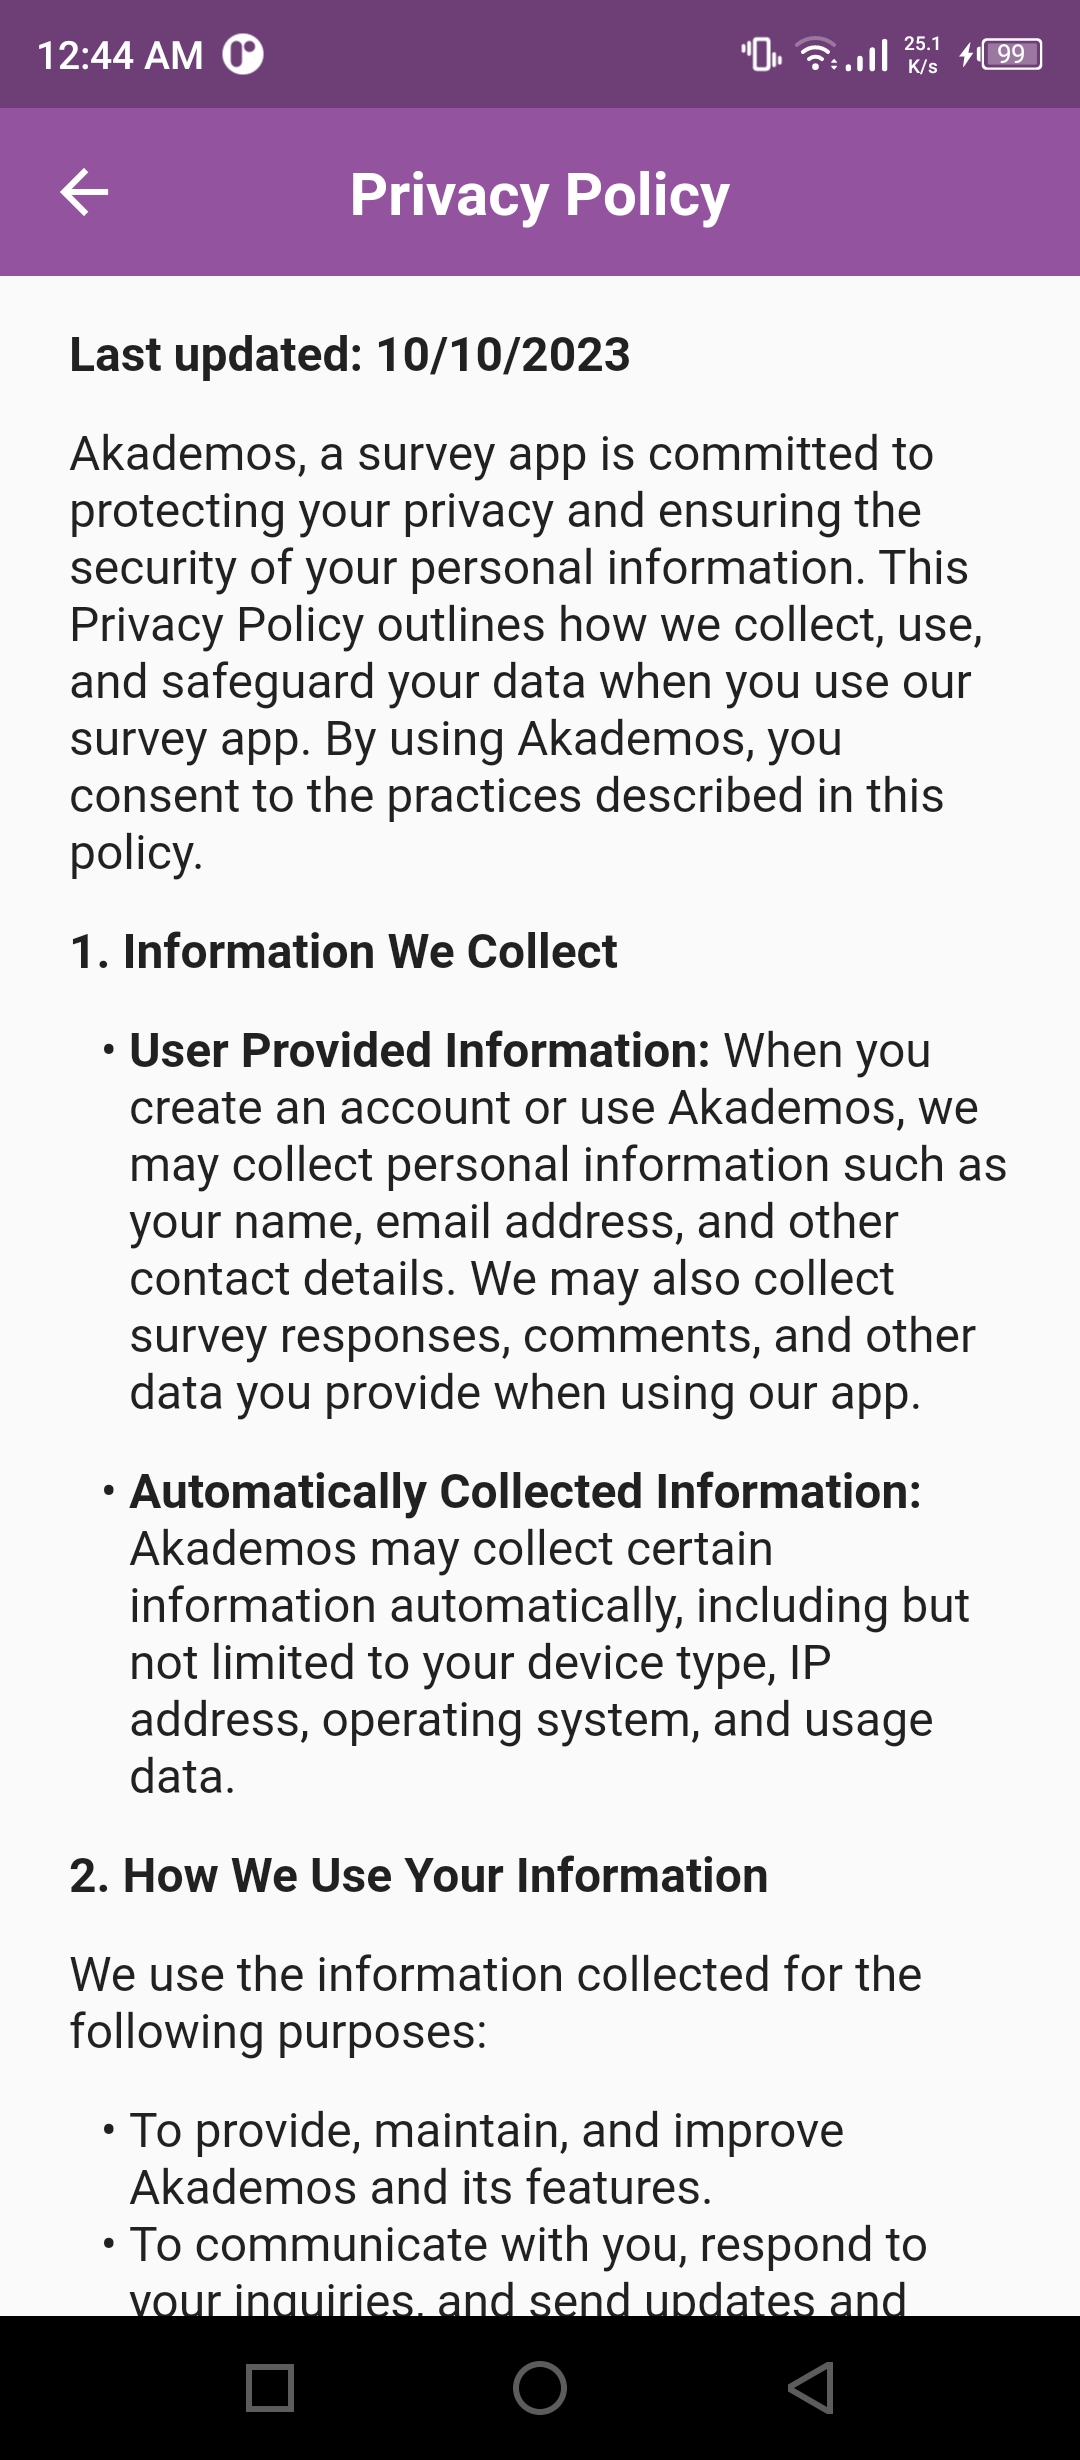 12:44 AM
25.1
K/s
99
Privacy Policy
Last updated: 10/10/2023
Akademos, a survey app is committed to
protecting your privacy and ensuring the
security of your personal information. This
Privacy Policy outlines how we collect, use,
and safeguard your data when you use our
survey app. By using Akademos, you
consent to the practices described in this
policy.
1. Information We Collect
• User Provided Information: When you
create an account or use Akademos, we
may collect personal information such as
your name, email address, and other
contact details. We may also collect
survey responses, comments, and other
data you provide when using our app.
• Automatically Collected Information:
Akademos may collect certain
information automatically, including but
not limited to your device type, IP
address, operating system, and usage
data.
2. How We Use Your Information
We use the information collected for the
following purposes:
• To provide, maintain, and improve
Akademos and its features.
• To communicate with you, respond to
your inquiries, and send updates and